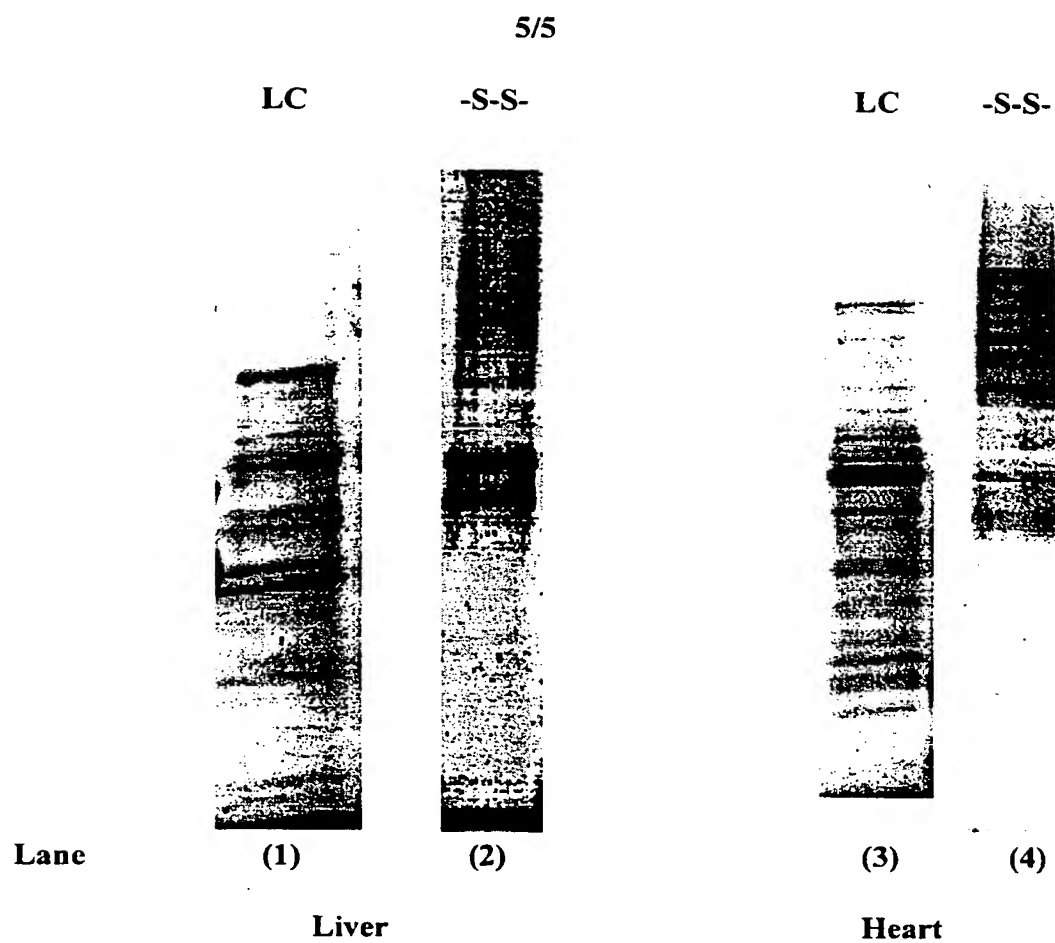 5/5
LC -S-S- LC -S-S-
Lane (1) (2) (3) (4)
Liver Heart